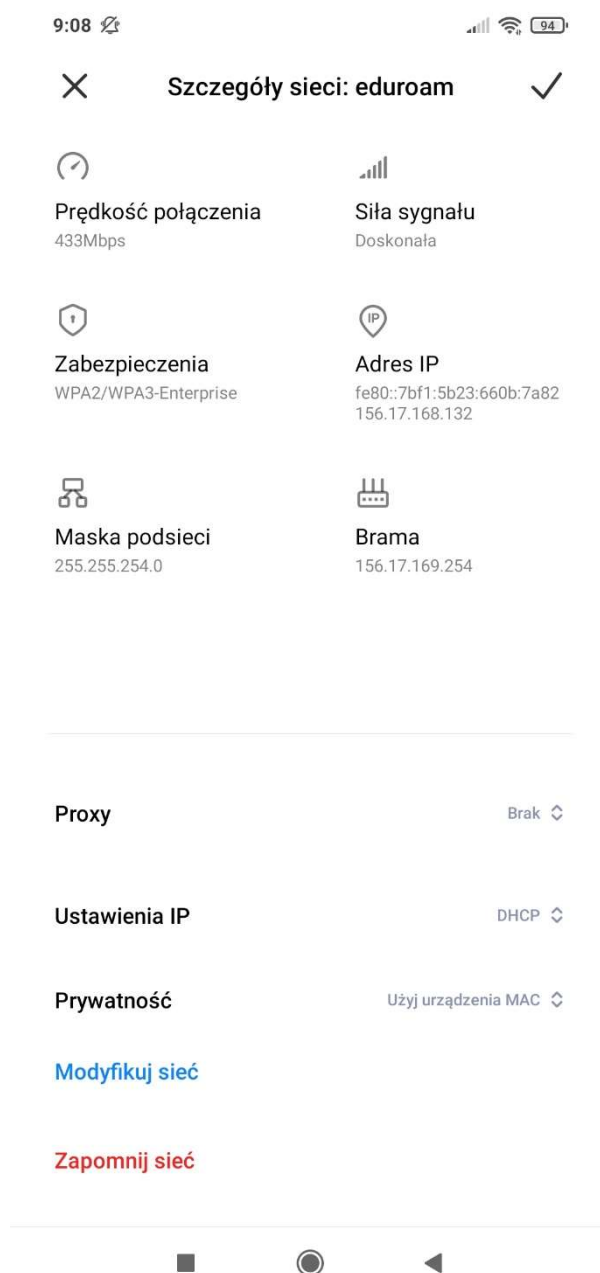 9:08
94
Szczegóły sieci: eduroam
Prędkość połączenia
433Mbps
Siła sygnału
Doskonała
Zabezpieczenia
WPA2/WPA3-Enterprise
IP
Adres IP
fe80::7bf1:5b23:660b:7a82
156.17.168.132
Maska podsieci
255.255.254.0
Brama
156.17.169.254
Proxy
Brak
Ustawienia IP
DHCP
Prywatność
Użyj urządzenia MAC
Modyfikuj sieć
Zapomnij sieć